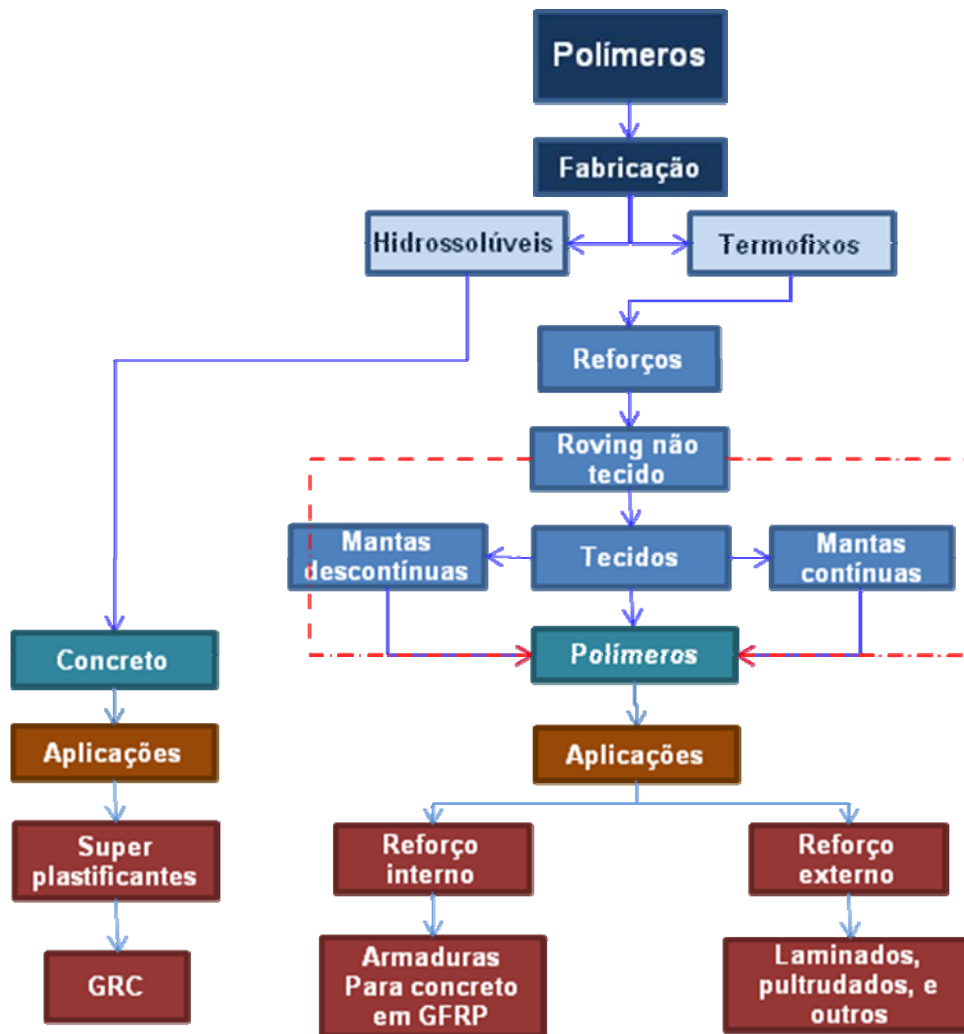 Polímeros
Fabricação
Hidrossolúveis
Termofixos
Reforços
Roving não
tecido
Mantas
descontínuas
Tecidos
Mantas
contínuas
Concreto
Polímeros
Aplicações
Aplicações
Super
plastificantes
Reforço
interno
Reforço
externo
GRC
Armaduras
Para concreto
em GFRP
Laminados,
pultrudados, e
outros